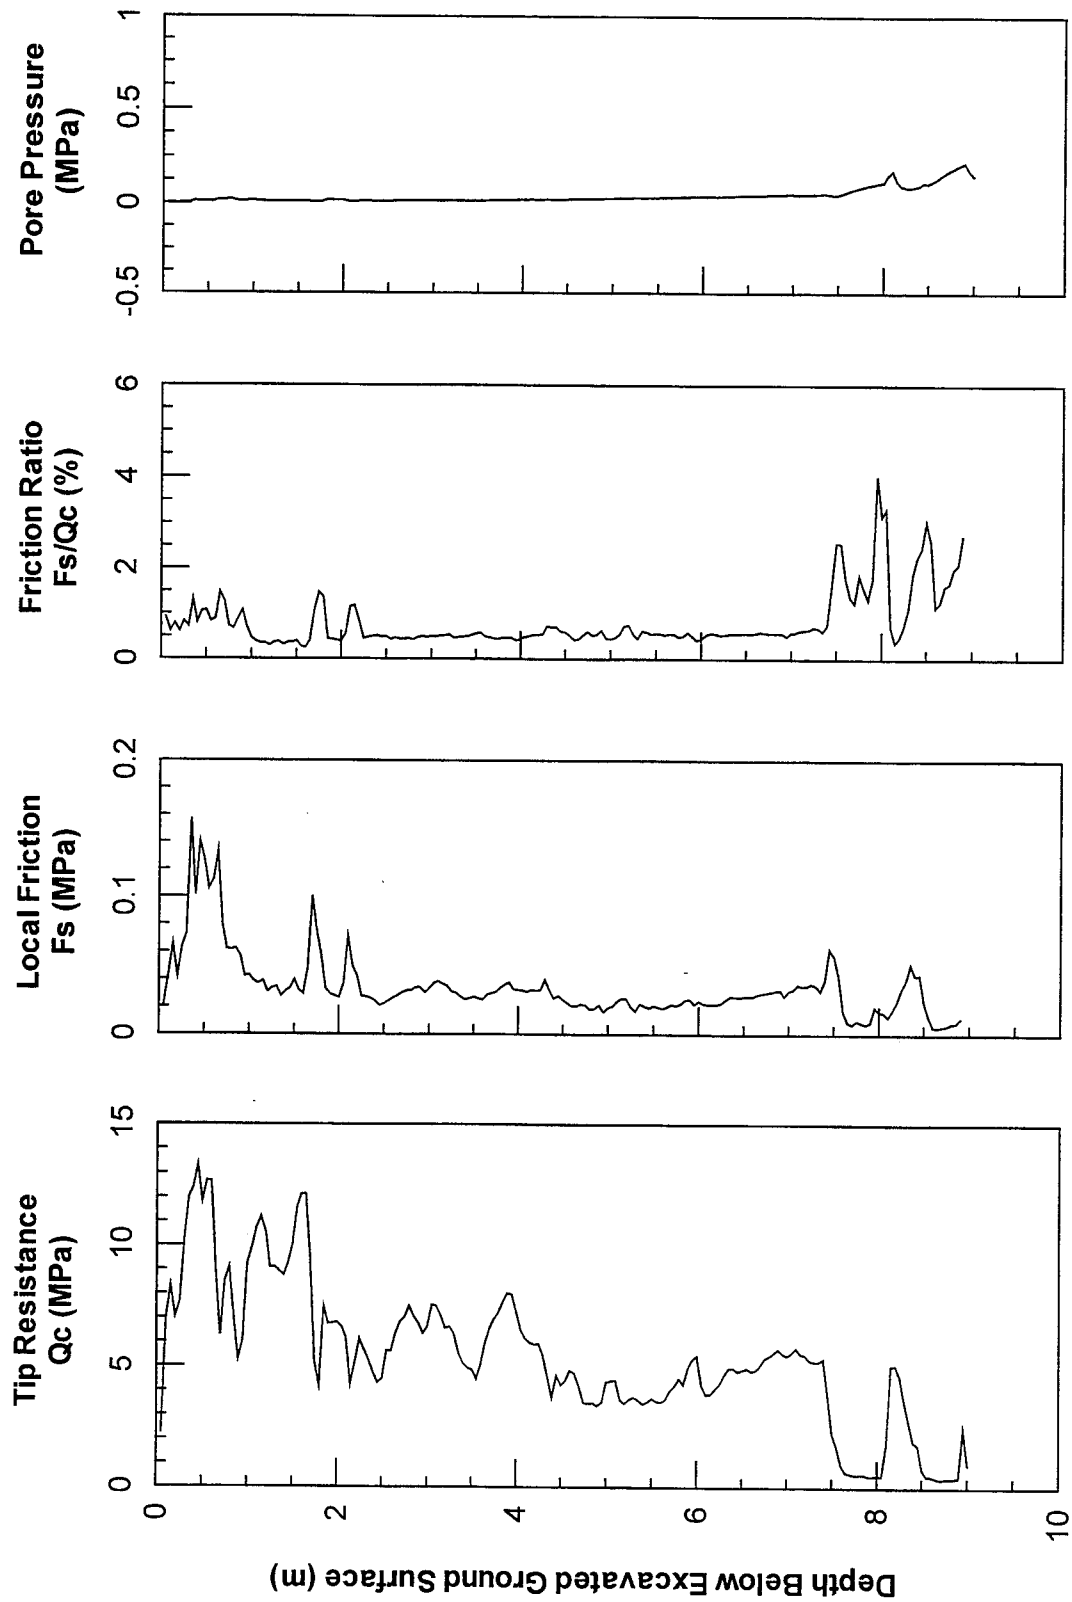 Pore Pressure
(MPa)
-0.5
0
0.5
1
Friction Ratio
Fs/Qc (%)
0
2
4
6
Local Friction
Fs (MPa)
0
0.1
0.2
Tip Resistance
Qc (MPa)
0
5
10
15
0
2
4
6
8
10
Depth Below Excavated Ground Surface (m)